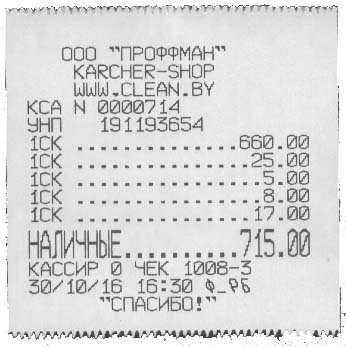 ООО "ПРОФФМАН"
KARCHER-SHOP
WWW.CLEAN.BY
КСА N 0000714
УНП 191193654
1СК ................660.00
1СК .................25.00
1СК ..................5.00
1СК ..................8.00
1СК .................17.00
НАЛИЧНЫЕ..........715.00
КАССИР 0 ЧЕК 1008-3
30/10/16 16:30
"СПАСИБО!"